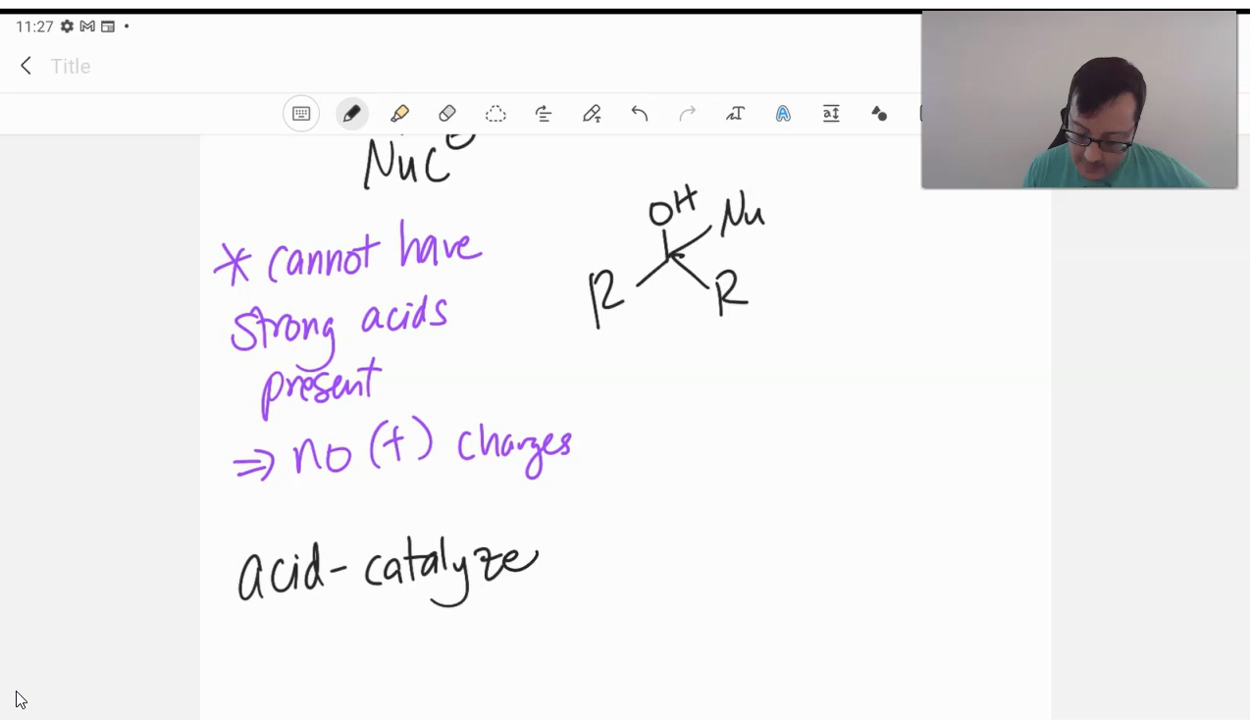 11:27
Title
Nuc⊖
* cannot have
strong acids
present
⇒ no (+) charges
OH
Nu
R
R
acid-catalyze